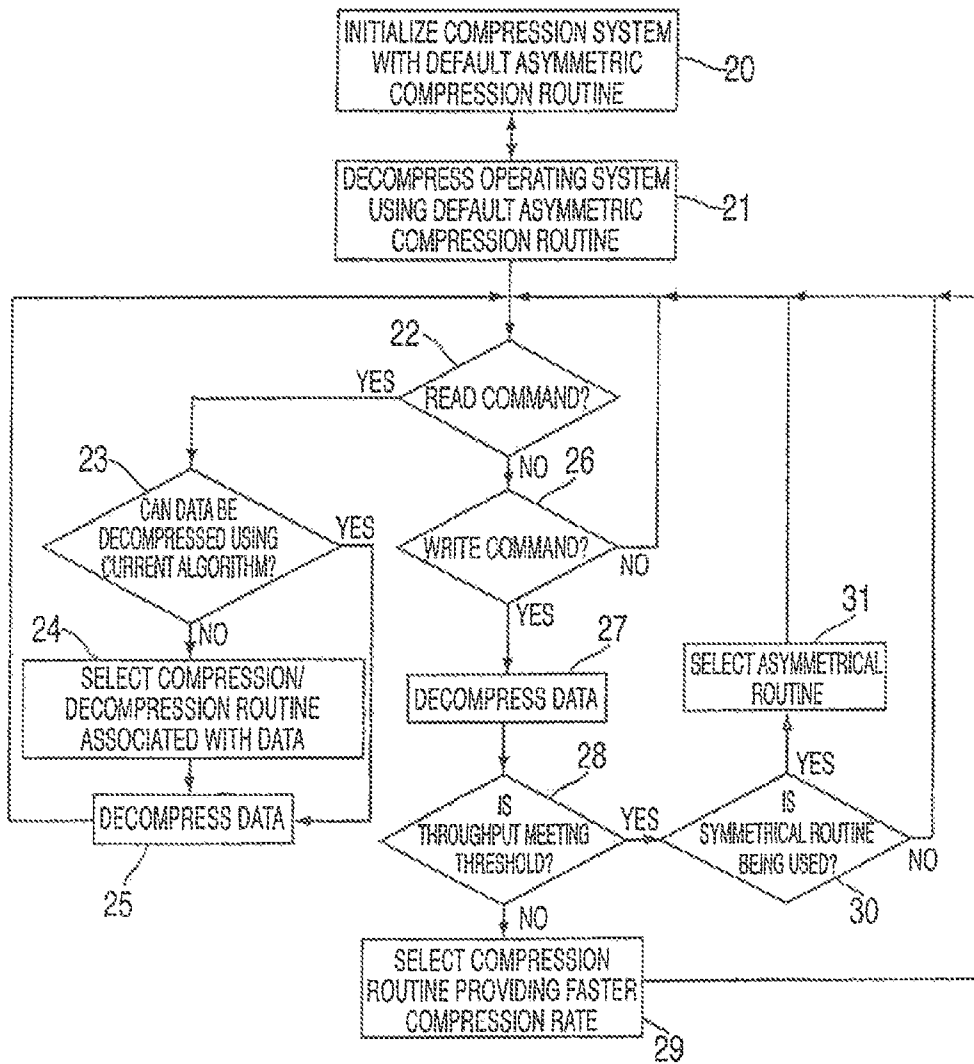 INITIALIZE COMPRESSION SYSTEM
WITH DEFAULT ASYMMETRIC
COMPRESSION ROUTINE
20
DECOMPRESS OPERATING SYSTEM
USING DEFAULT ASYMMETRIC
COMPRESSION ROUTINE
21
22
YES
READ COMMAND?
NO
23
CAN DATA BE
DECOMPRESSED USING
CURRENT ALGORITHM?
YES
NO
24
SELECT COMPRESSION/
DECOMPRESSION ROUTINE
ASSOCIATED WITH DATA
DECOMPRESS DATA
25
26
WRITE COMMAND?
NO
YES
27
DECOMPRESS DATA
28
IS
THROUGHPUT MEETING
THRESHOLD?
YES
NO
SELECT COMPRESSION
ROUTINE PROVIDING FASTER
COMPRESSION RATE
29
31
SELECT ASYMMETRICAL
ROUTINE
YES
IS
SYMMETRICAL ROUTINE
BEING USED?
NO
30